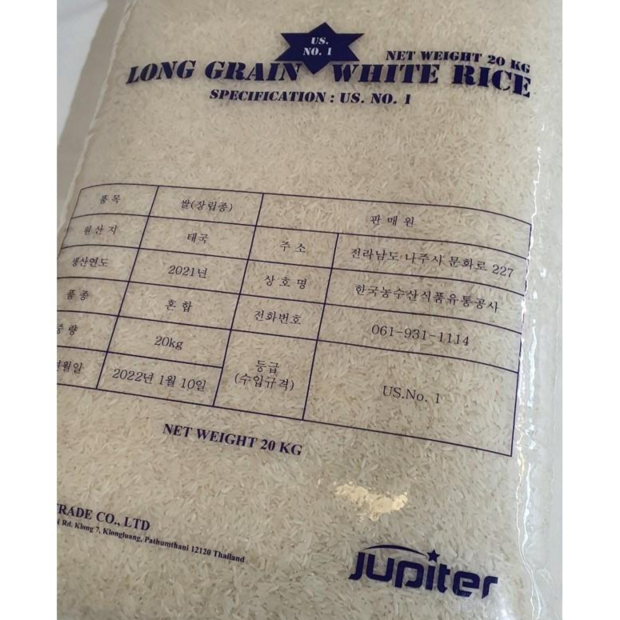 US.
NO. 1
NET WEIGHT 20 KG
LONG GRAIN WHITE RICE
SPECIFICATION : US. NO. 1
품 목 쌀(장립종) 판 매 원
원 산 지 태국 주 소 전라남도 나주시 문화로 227
생산연도 2021년 상 호 명 한국농수산식품유통공사
품 종 혼 합 전화번호 061-931-1114
중 량 20kg 등급
(수입규격) US.No. 1
월일 2022년 1월 10일
NET WEIGHT 20 KG
TRADE CO., LTD
i Rd. Klong 7, Klongluang, Pathumthani 12120 Thailand
Jupiter